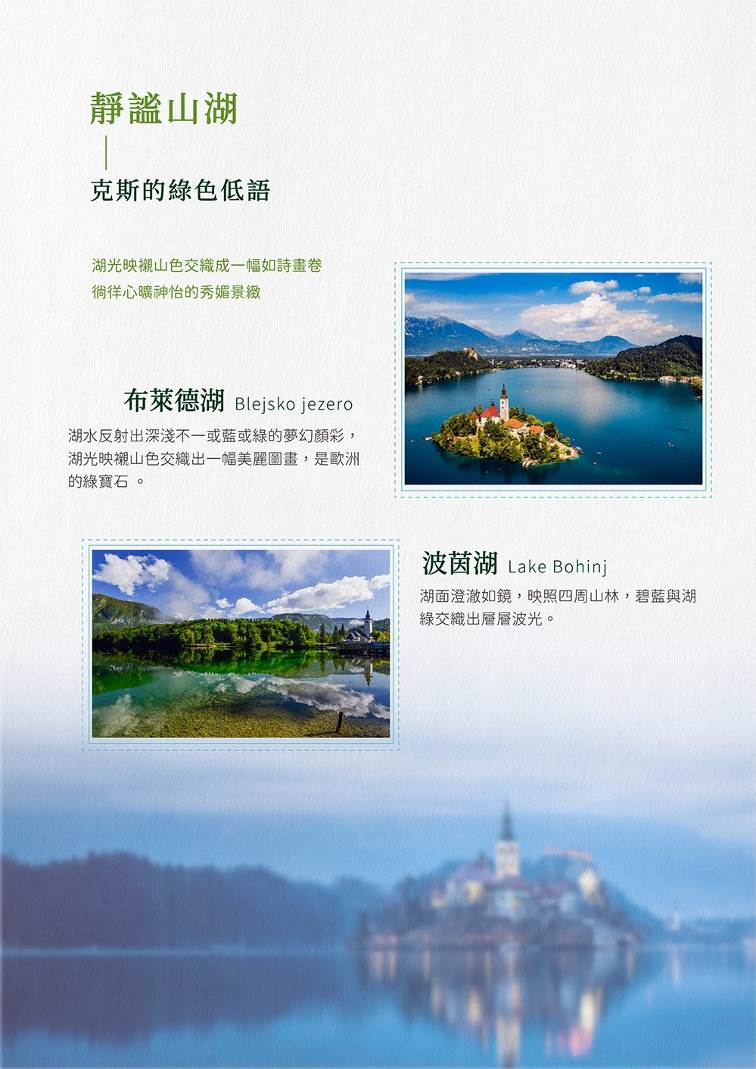 靜謐山湖
克斯的綠色低語
湖光映襯山色交織成一幅如詩畫卷
徜徉心曠神怡的秀媚景緻
布萊德湖 Blejsko jezero
湖水反射出深淺不一或藍或綠的夢幻顏彩，
湖光映襯山色交織出一幅美麗圖畫，是歐洲
的綠寶石 。
波茵湖 Lake Bohinj
湖面澄澈如鏡，映照四周山林，碧藍與湖
綠交織出層層波光。